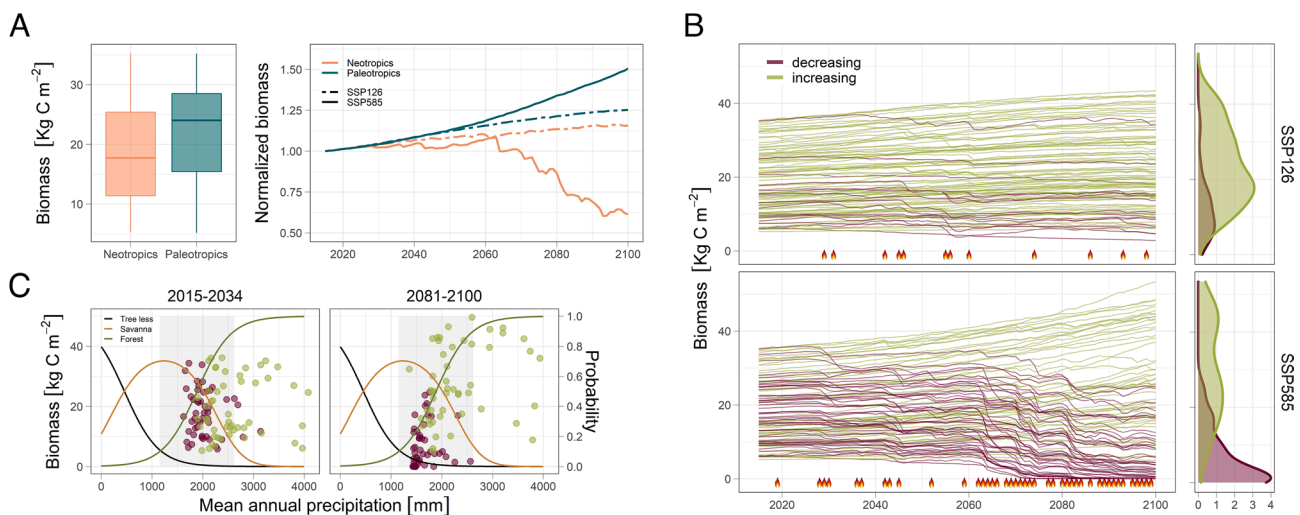 A
Biomass [Kg C m⁻²]
30
20
10
Neotropics
Paleotropics
Normalized biomass
1.50
1.25
1.00
0.75
0.50
Neotropics
Paleotropics
SSP126
SSP585
2020
2040
2060
2080
2100
B
Biomass [Kg C m⁻²]
decreasing
increasing
40
20
0
SSP126
40
20
0
2020
2040
2060
2080
2100
SSP585
0 1 2 3 4
C
2015-2034
2081-2100
Biomass [kg C m⁻²]
40
20
0
Tree less
Savanna
Forest
1.0
0.8
0.6
0.4
0.2
0.0
Probability
0 1000 2000 3000 4000
0 1000 2000 3000 4000
Mean annual precipitation [mm]